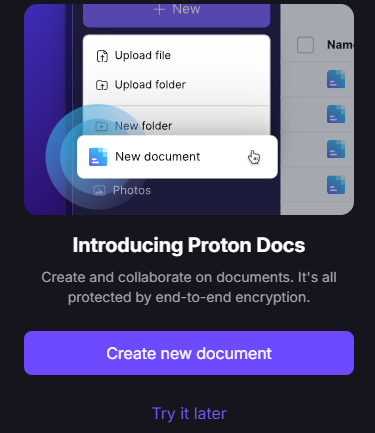 + New
Upload file
Upload folder
New folder
New document
Photos
Name
Introducing Proton Docs
Create and collaborate on documents. It's all
protected by end-to-end encryption.
Create new document
Try it later